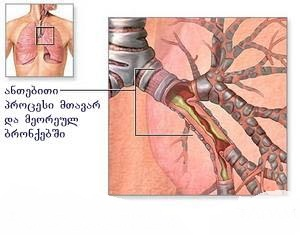 ანთებითი
პროცესი მთავარ
და მეორეულ
ბრონქებში